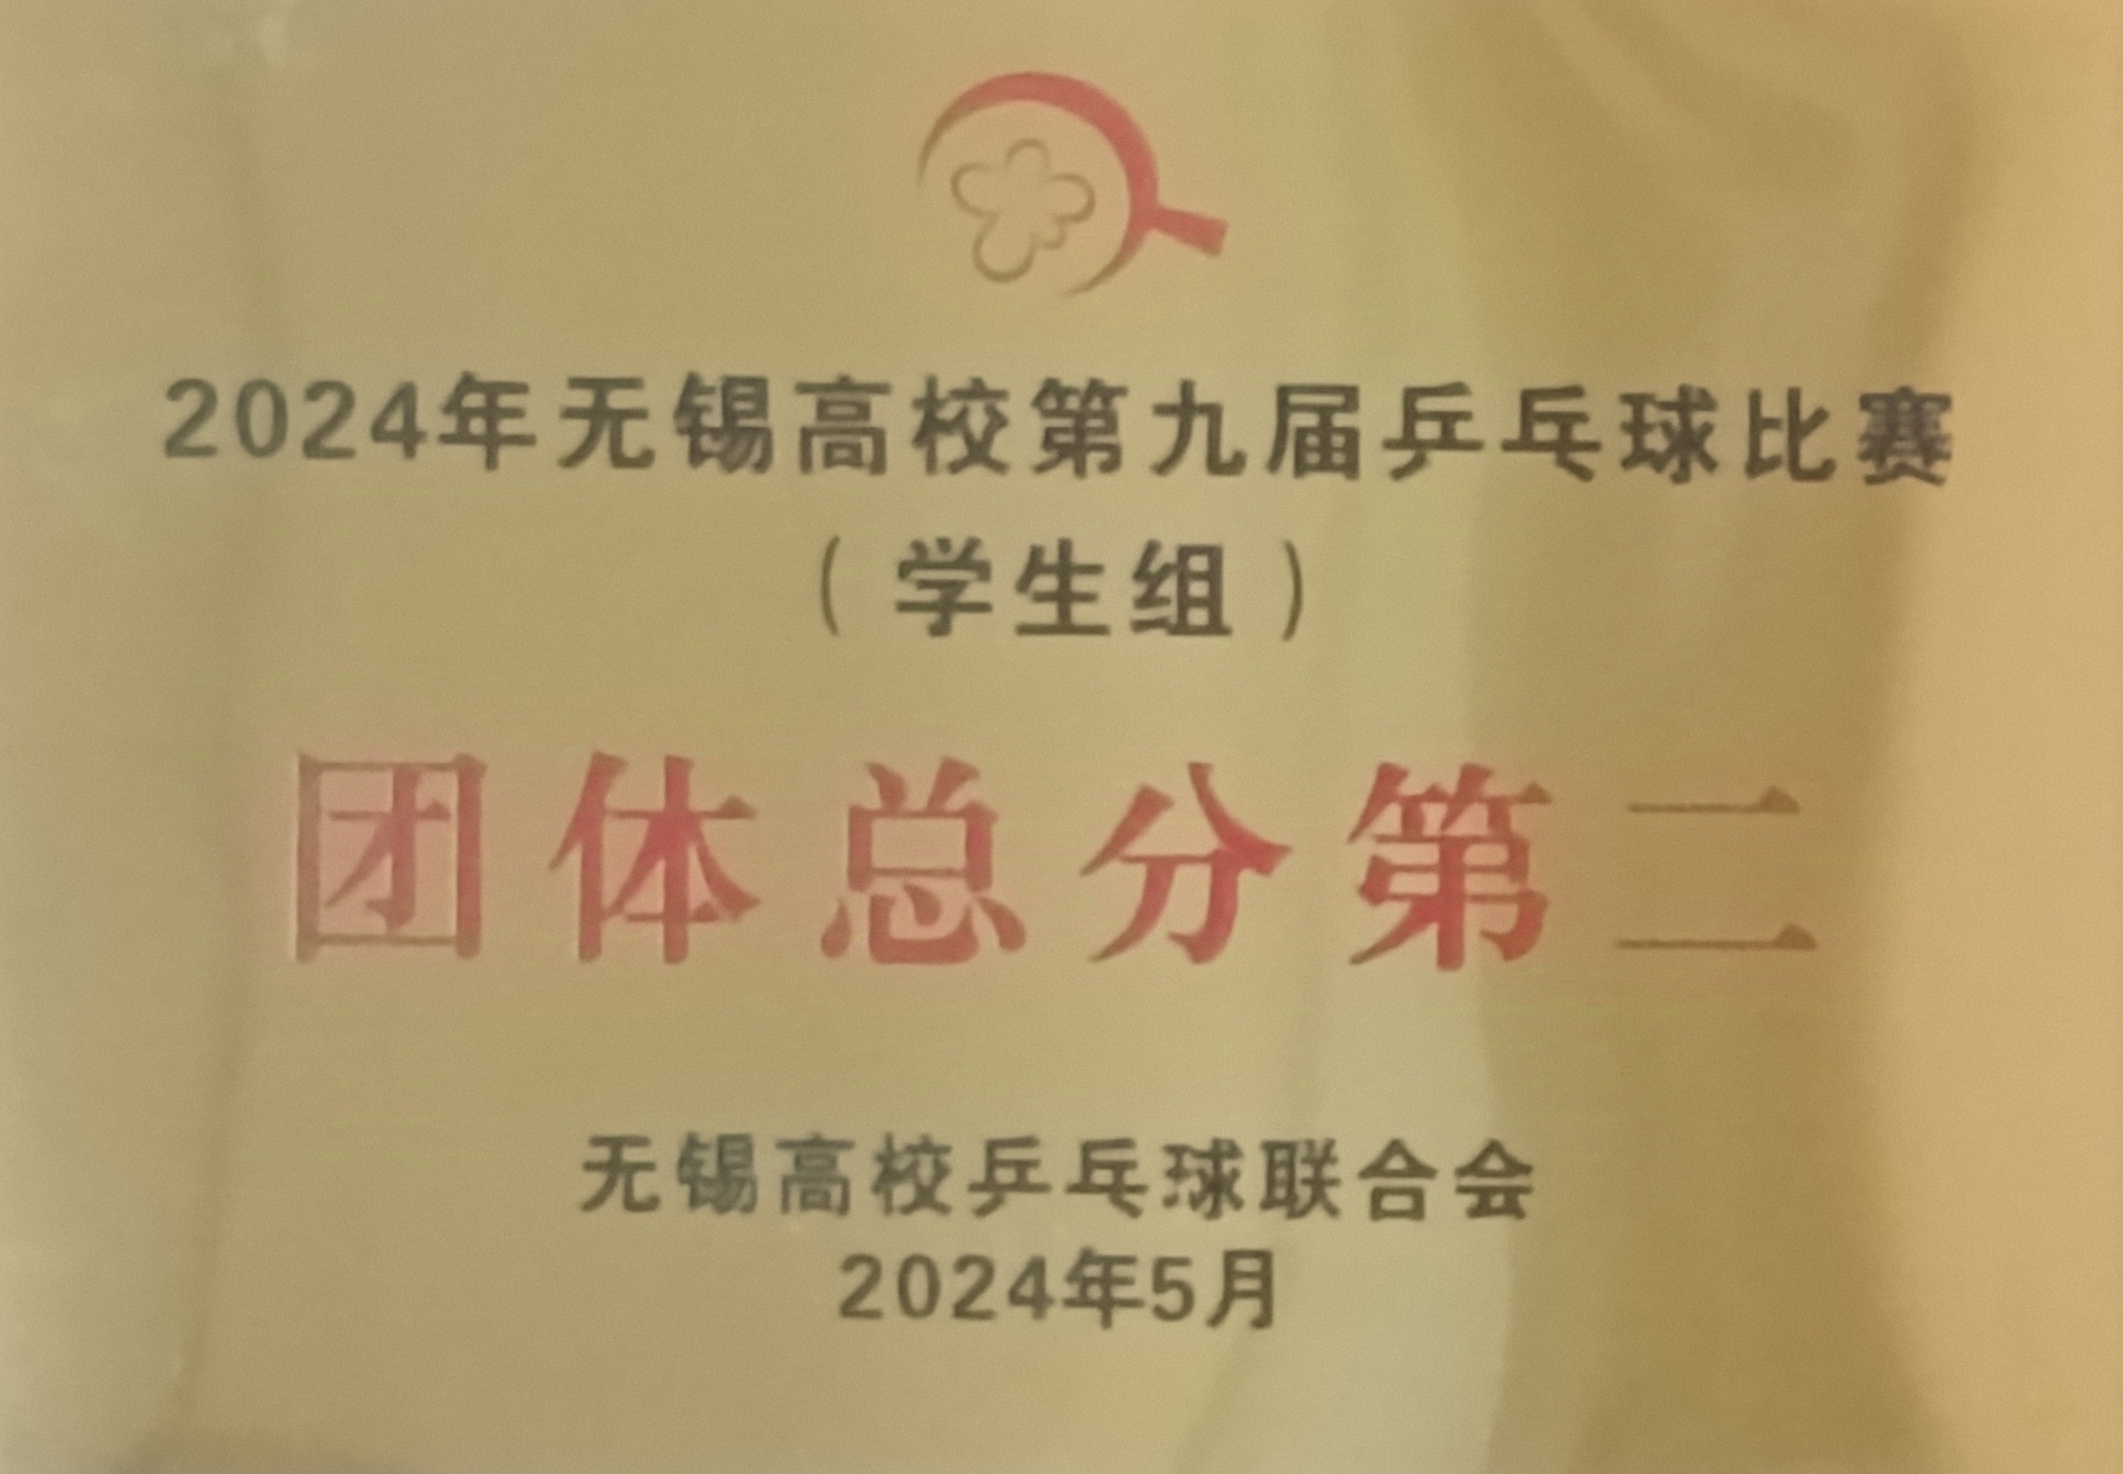 2024年无锡高校第九届乒乓球比赛
（学生组）
团体总分第二
无锡高校乒乓球联合会
2024年5月